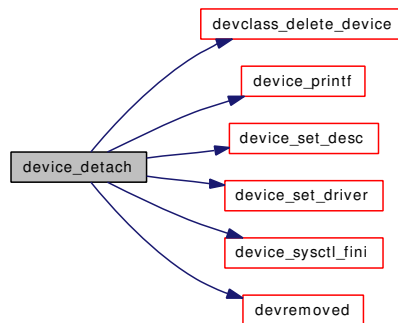 devclass_delete_device
device_printf
device_set_desc
device_detach
device_set_driver
device_sysctl_fini
devremoved